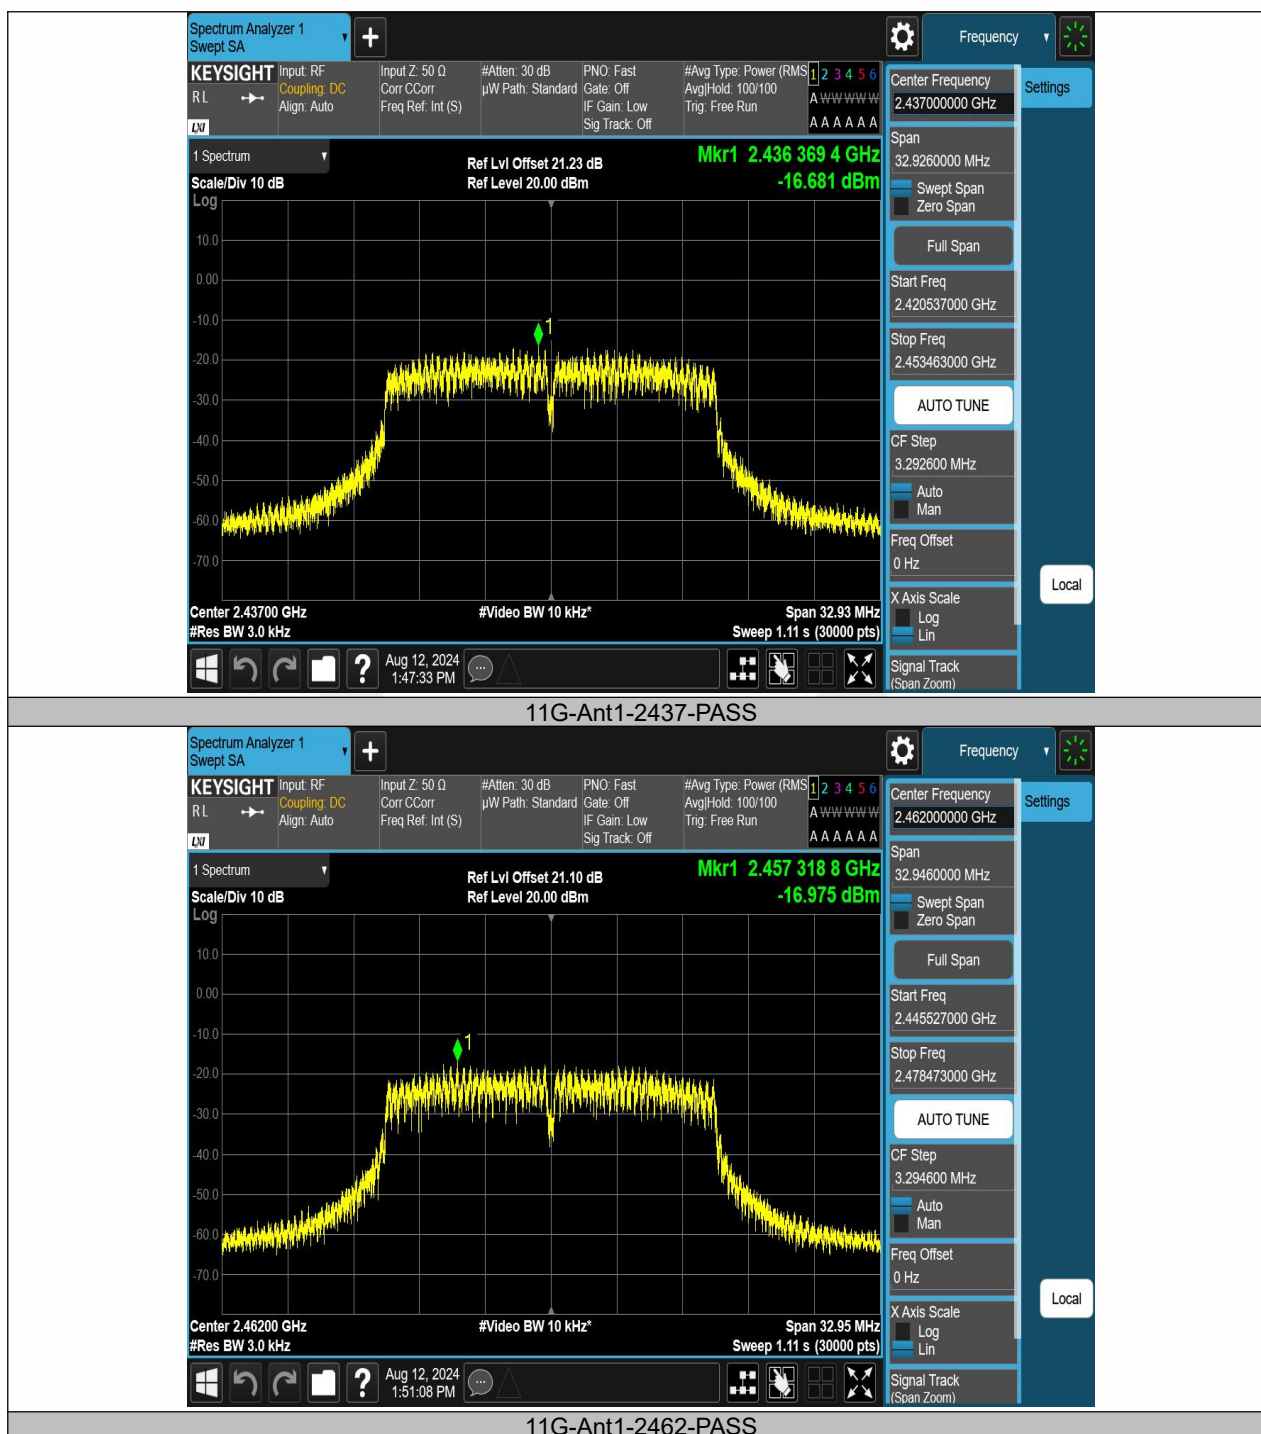 Spectrum Analyzer 1
Swept SA
Frequency
KEYSIGHT
R L
LXI
Input: RF
Coupling: DC
Align: Auto
Input Z: 50 Ω
Corr CCorr
Freq Ref: Int (S)
#Atten: 30 dB
µW Path: Standard
PNO: Fast
Gate: Off
IF Gain: Low
Sig Track: Off
#Avg Type: Power (RMS
Avg|Hold: 100/100
Trig: Free Run
1 2 3 4 5 6
A W W W W W
A A A A A A
1 Spectrum
Scale/Div 10 dB
Log
Ref Lvl Offset 21.23 dB
Ref Level 20.00 dBm
Mkr1 2.436 369 4 GHz
-16.681 dBm
10.0
0.00
-10.0
-20.0
-30.0
-40.0
-50.0
-60.0
-70.0
1
Center 2.43700 GHz
#Res BW 3.0 kHz
#Video BW 10 kHz*
Span 32.93 MHz
Sweep 1.11 s (30000 pts)
Aug 12, 2024
1:47:33 PM
Center Frequency
2.437000000 GHz
Span
32.9260000 MHz
Swept Span
Zero Span
Full Span
Start Freq
2.420537000 GHz
Stop Freq
2.453463000 GHz
AUTO TUNE
CF Step
3.292600 MHz
Auto
Man
Freq Offset
0 Hz
X Axis Scale
Log
Lin
Signal Track
(Span Zoom)
Settings
Local
11G-Ant1-2437-PASS
Spectrum Analyzer 1
Swept SA
Frequency
KEYSIGHT
R L
LXI
Input: RF
Coupling: DC
Align: Auto
Input Z: 50 Ω
Corr CCorr
Freq Ref: Int (S)
#Atten: 30 dB
µW Path: Standard
PNO: Fast
Gate: Off
IF Gain: Low
Sig Track: Off
#Avg Type: Power (RMS
Avg|Hold: 100/100
Trig: Free Run
1 2 3 4 5 6
A W W W W W
A A A A A A
1 Spectrum
Scale/Div 10 dB
Log
Ref Lvl Offset 21.10 dB
Ref Level 20.00 dBm
Mkr1 2.457 318 8 GHz
-16.975 dBm
10.0
0.00
-10.0
-20.0
-30.0
-40.0
-50.0
-60.0
-70.0
1
Center 2.46200 GHz
#Res BW 3.0 kHz
#Video BW 10 kHz*
Span 32.95 MHz
Sweep 1.11 s (30000 pts)
Aug 12, 2024
1:51:08 PM
Center Frequency
2.462000000 GHz
Span
32.9460000 MHz
Swept Span
Zero Span
Full Span
Start Freq
2.445527000 GHz
Stop Freq
2.478473000 GHz
AUTO TUNE
CF Step
3.294600 MHz
Auto
Man
Freq Offset
0 Hz
X Axis Scale
Log
Lin
Signal Track
(Span Zoom)
Settings
Local
11G-Ant1-2462-PASS